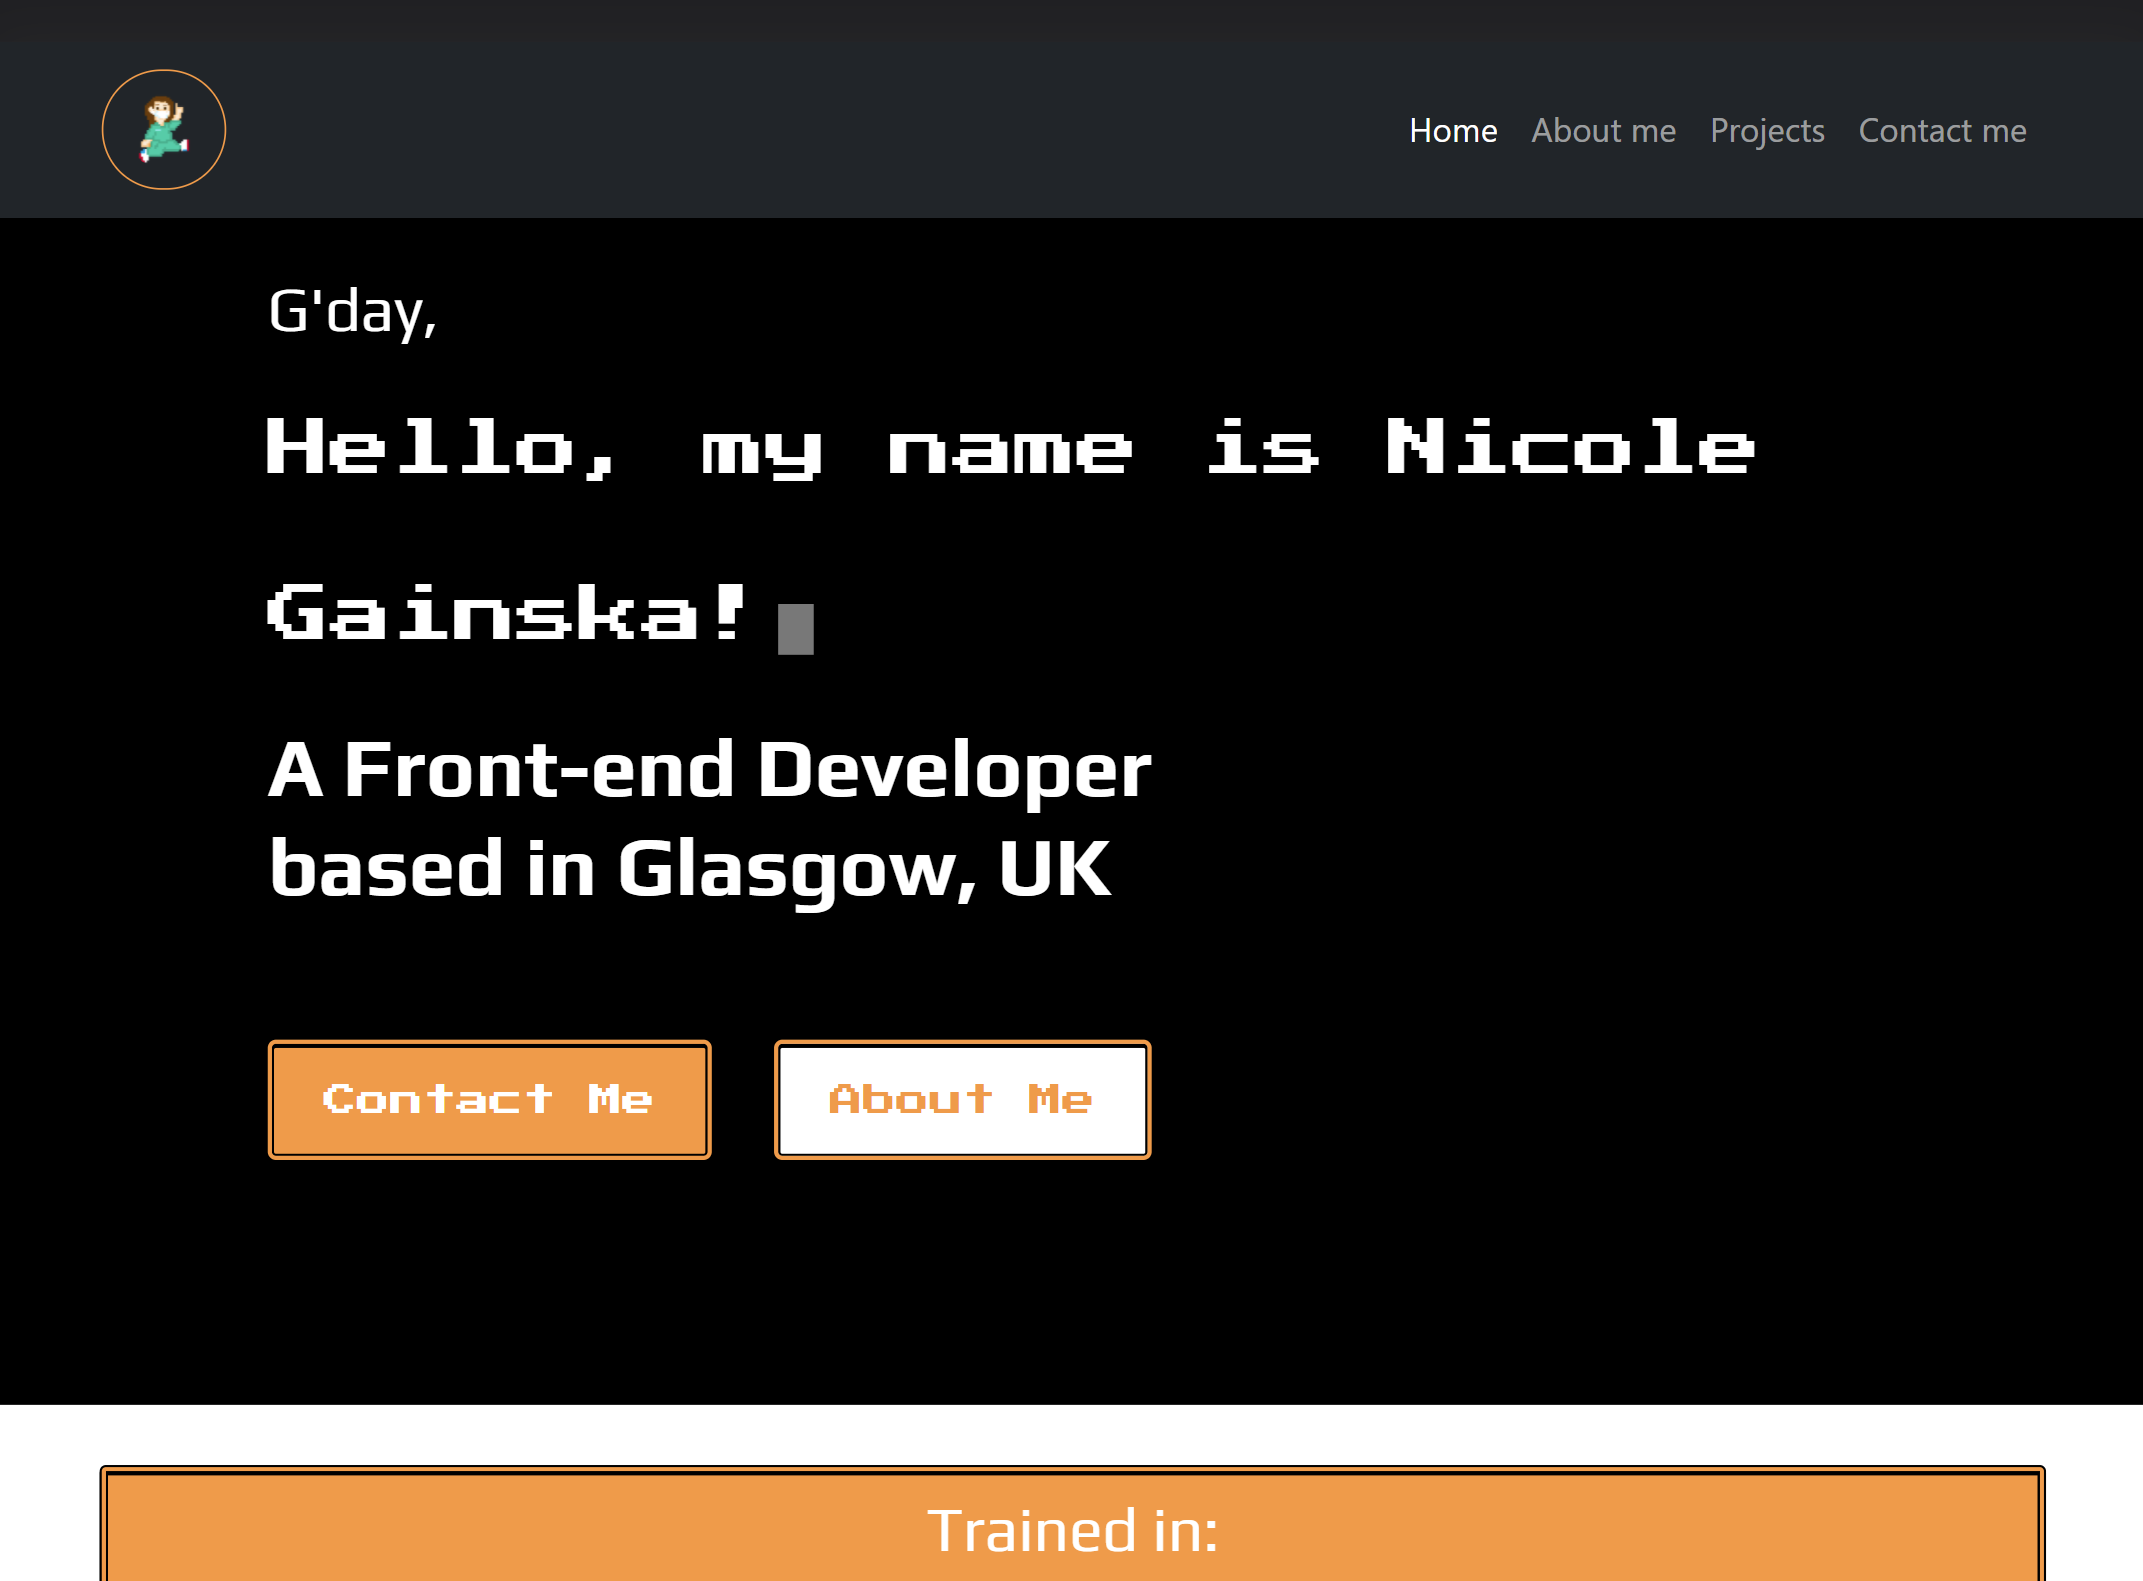 Home About me Projects Contact me
G'day,
Hello, my name is Nicole
Gainska!
A Front-end Developer
based in Glasgow, UK
Contact Me About Me
Trained in: